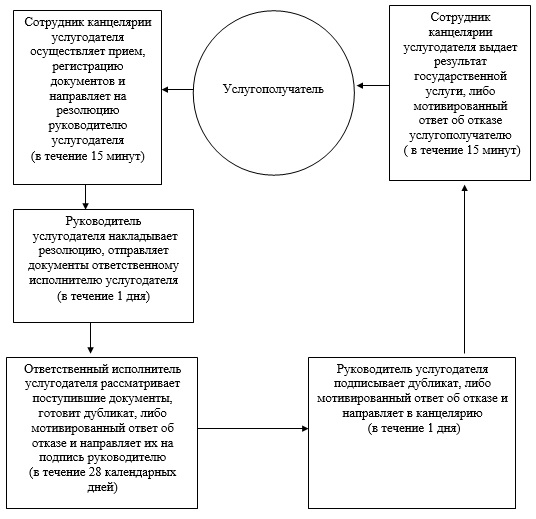 Сотрудник канцелярии
услугодателя
осуществляет прием,
регистрацию
документов и
направляет на
резолюцию
руководителю
услугодателя
(в течение 15 минут)
Услугополучатель
Сотрудник
канцелярии
услугодателя выдает
результат
государственной
услуги, либо
мотивированный
ответ об отказе
услугополучателю
( в течение 15 минут)
Руководитель
услугодателя накладывает
резолюцию, отправляет
документы ответственному
исполнителю услугодателя
(в течение 1 дня)
Ответственный исполнитель
услугодателя рассматривает
поступившие документы,
готовит дубликат, либо
мотивированный ответ об
отказе и направляет их на
подпись руководителю
(в течение 28 календарных
дней)
Руководитель услугодателя
подписывает дубликат, либо
мотивированный ответ об отказе и
направляет в канцелярию
(в течение 1 дня)